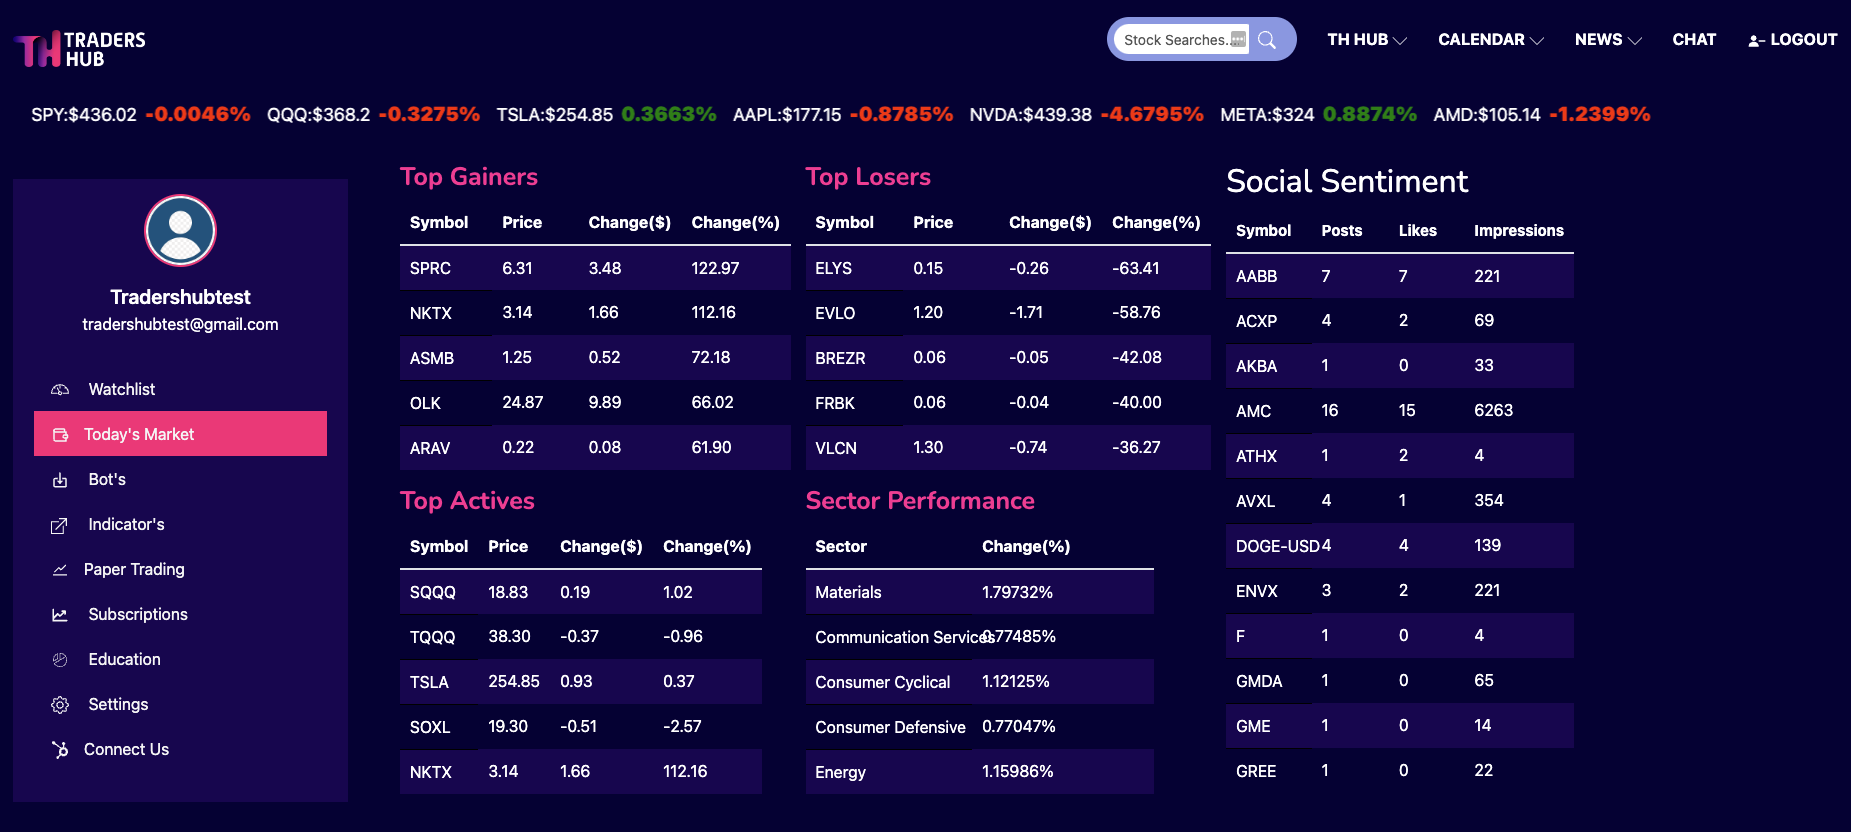 TH TRADERS HUB
Stock Searches...
TH HUB
CALENDAR
NEWS
CHAT
LOGOUT
SPY:$436.02 -0.0046% QQQ:$368.2 -0.3275% TSLA:$254.85 0.3663% AAPL:$177.15 -0.8785% NVDA:$439.38 -4.6795% META:$324 0.8874% AMD:$105.14 -1.2399%
Tradershubtest
tradershubtest@gmail.com
Watchlist
Today's Market
Bot's
Indicator's
Paper Trading
Subscriptions
Education
Settings
Connect Us
Top Gainers
Symbol Price Change($) Change(%)
SPRC 6.31 3.48 122.97
NKTX 3.14 1.66 112.16
ASMB 1.25 0.52 72.18
OLK 24.87 9.89 66.02
ARAV 0.22 0.08 61.90
Top Losers
Symbol Price Change($) Change(%)
ELYS 0.15 -0.26 -63.41
EVLO 1.20 -1.71 -58.76
BREZR 0.06 -0.05 -42.08
FRBK 0.06 -0.04 -40.00
VLCN 1.30 -0.74 -36.27
Top Actives
Symbol Price Change($) Change(%)
SQQQ 18.83 0.19 1.02
TQQQ 38.30 -0.37 -0.96
TSLA 254.85 0.93 0.37
SOXL 19.30 -0.51 -2.57
NKTX 3.14 1.66 112.16
Sector Performance
Sector Change(%)
Materials 1.79732%
Communication Services 0.77485%
Consumer Cyclical 1.12125%
Consumer Defensive 0.77047%
Energy 1.15986%
Social Sentiment
Symbol Posts Likes Impressions
AABB 7 7 221
ACXP 4 2 69
AKBA 1 0 33
AMC 16 15 6263
ATHX 1 2 4
AVXL 4 1 354
DOGE-USD 4 4 139
ENVX 3 2 221
F 1 0 4
GMDA 1 0 65
GME 1 0 14
GREE 1 0 22